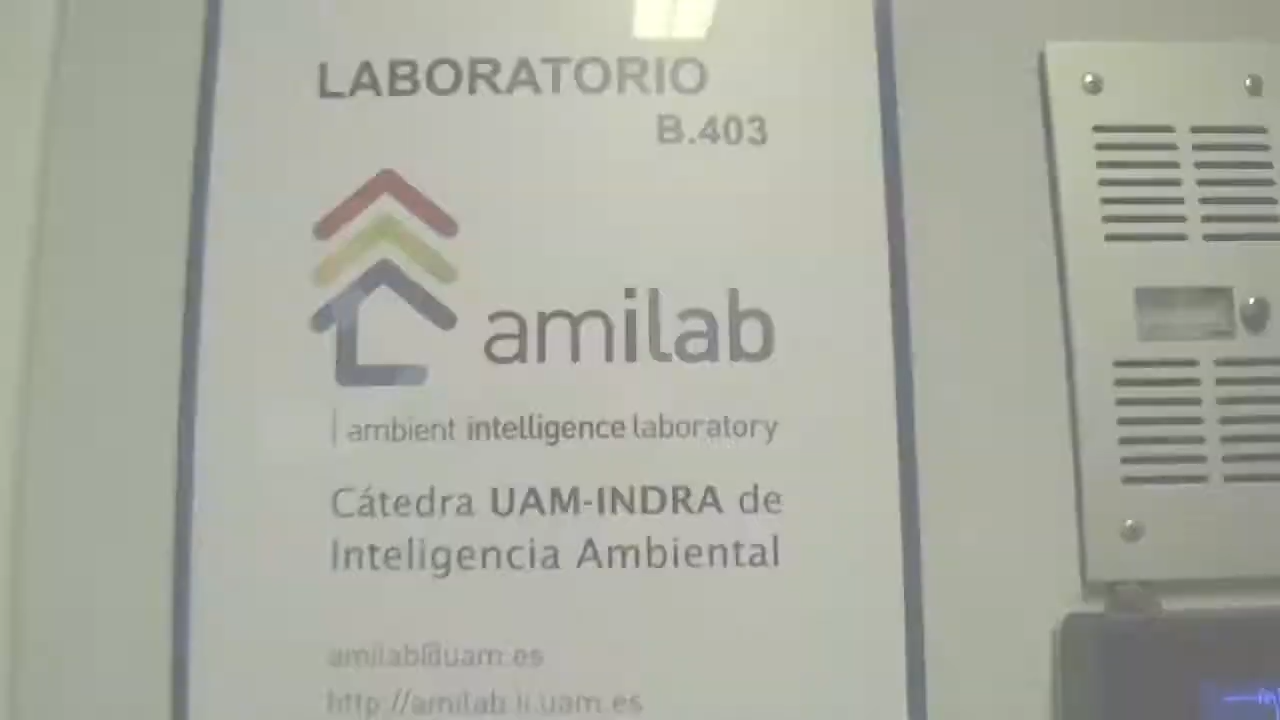 LABORATORIO
B.403
amilab
| ambient intelligence laboratory
Cátedra UAM-INDRA de
Inteligencia Ambiental
amilab@uam.es
http://amilab.ii.uam.es